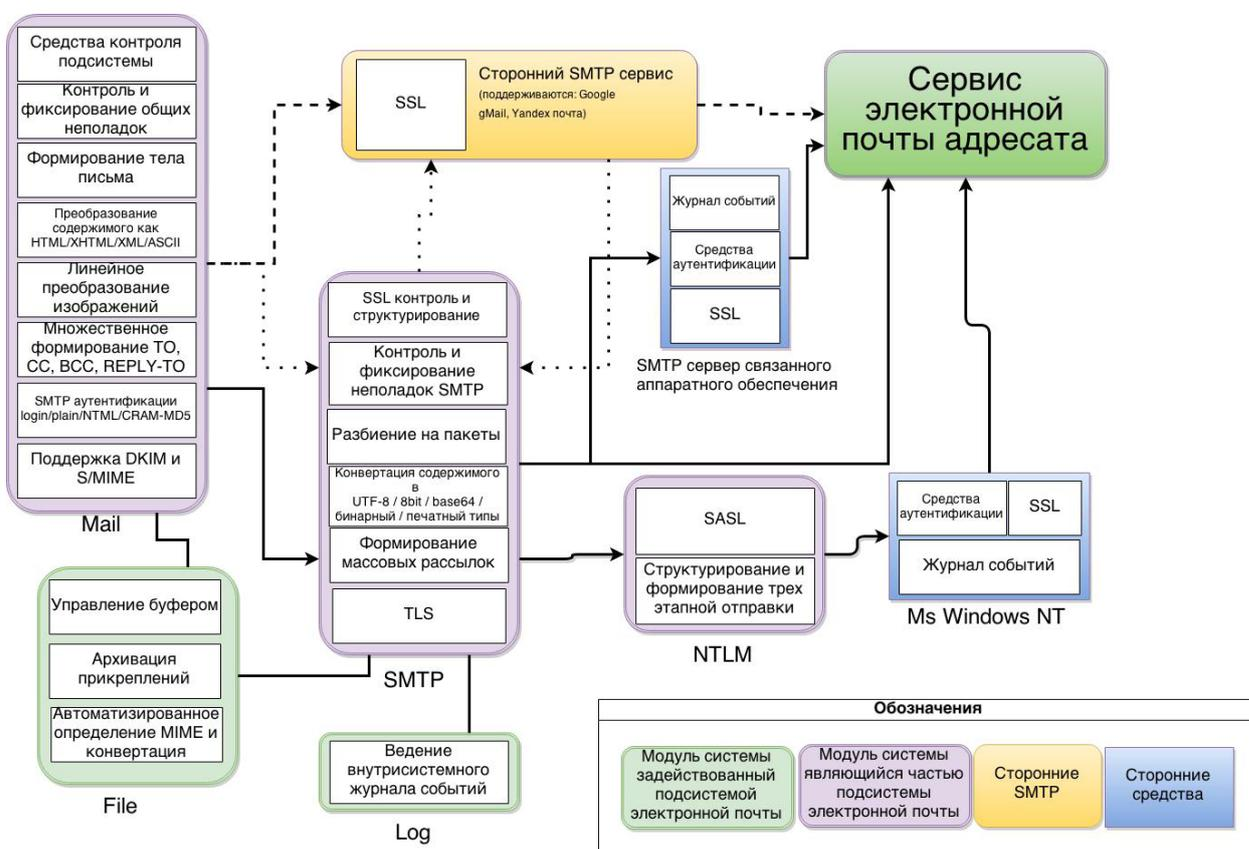 Средства контроля
подсистемы
Контроль и
фиксирование общих
неполадок
Формирование тела
письма
Преобразование
содержимого как
HTML/XHTML/XML/ASCII
Линейное
преобразование
изображений
Множественное
формирование TO,
CC, BCC, REPLY-TO
SMTP аутентификации
login/plain/NTML/CRAM-MD5
Поддержка DKIM и
S/MIME
Mail
SSL
Сторонний SMTP сервис
(поддерживаются: Google
gMail, Yandex почта)
Сервис
электронной
почты адресата
Журнал событий
Средства
аутентификации
SSL
SMTP сервер связанного
аппаратного обеспечения
SSL контроль и
структурирование
Контроль и
фиксирование
неполадок SMTP
Разбиение на пакеты
Конвертация содержимого
в
UTF-8 / 8bit / base64 /
бинарный / печатный типы
Формирование
массовых рассылок
TLS
SMTP
SASL
Структурирование и
формирование трех
этапной отправки
NTLM
Средства
аутентификации
SSL
Журнал событий
Ms Windows NT
Управление буфером
Архивация
прикреплений
Автоматизированное
определение MIME и
конвертация
File
Ведение
внутрисистемного
журнала событий
Log
Обозначения
Модуль системы
задействованный
подсистемой
электронной почты
Модуль системы
являющийся частью
подсистемы
электронной почты
Сторонние
SMTP
Сторонние
средства